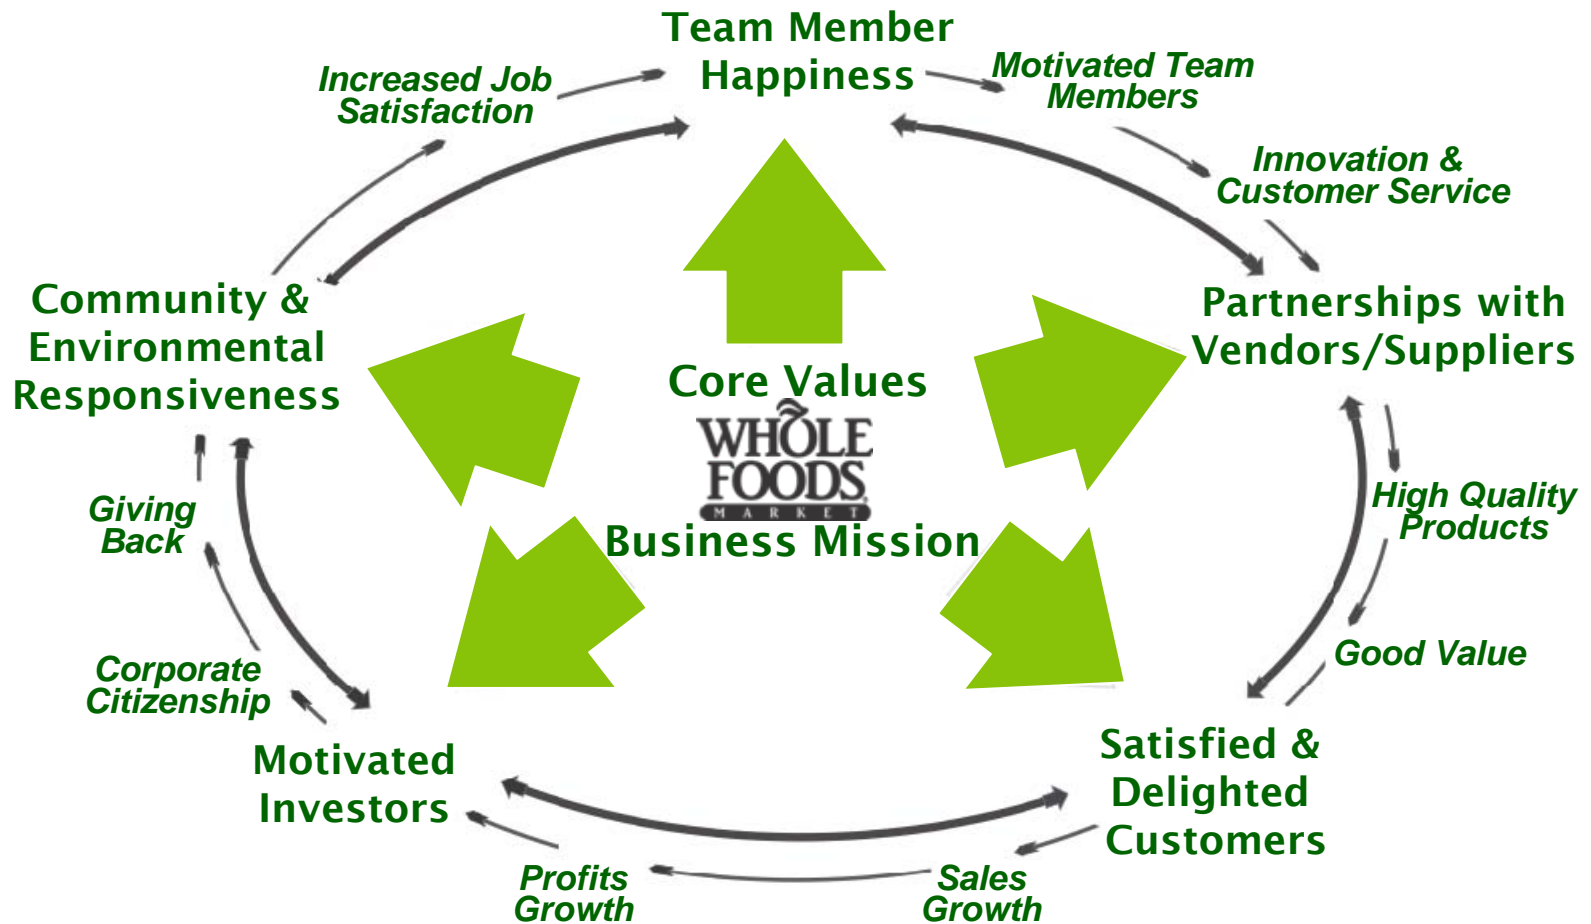 Team Member
Happiness
Motivated Team
Members
Innovation &
Customer Service
Partnerships with
Vendors/Suppliers
High Quality
Products
Good Value
Satisfied &
Delighted
Customers
Sales
Growth
Profits
Growth
Motivated
Investors
Corporate
Citizenship
Giving
Back
Community &
Environmental
Responsiveness
Increased Job
Satisfaction
Core Values
WHOLE
FOODS®
MARKET
Business Mission